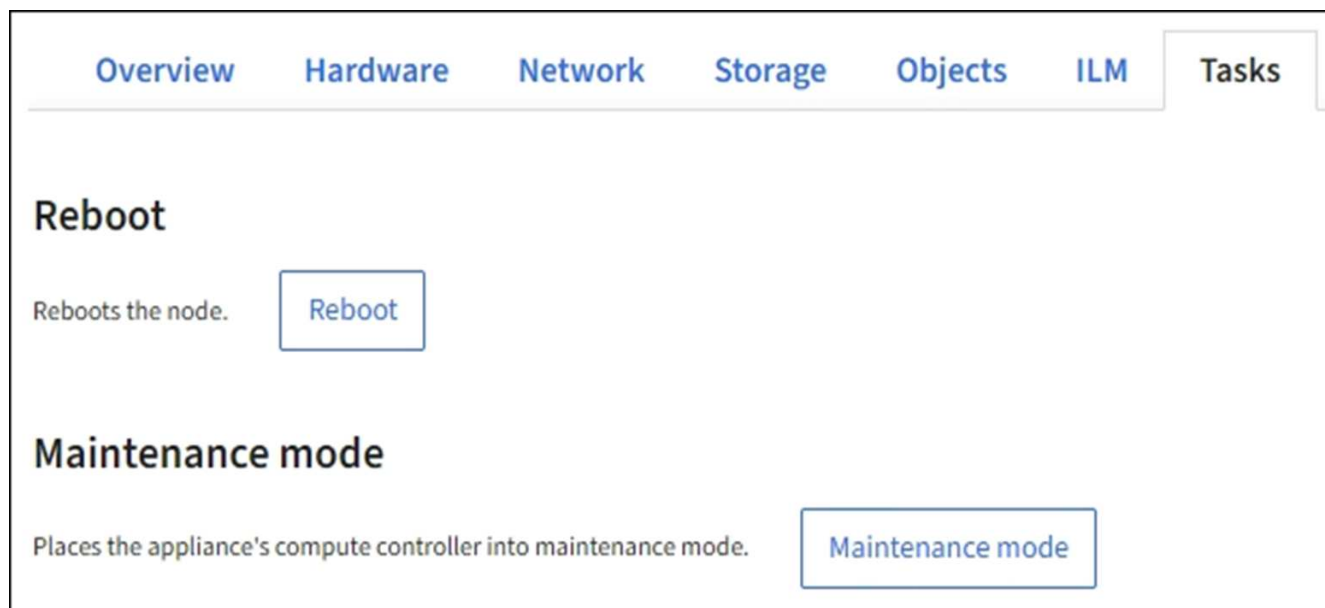 Overview Hardware Network Storage Objects ILM Tasks
Reboot
Reboots the node. Reboot
Maintenance mode
Places the appliance's compute controller into maintenance mode. Maintenance mode